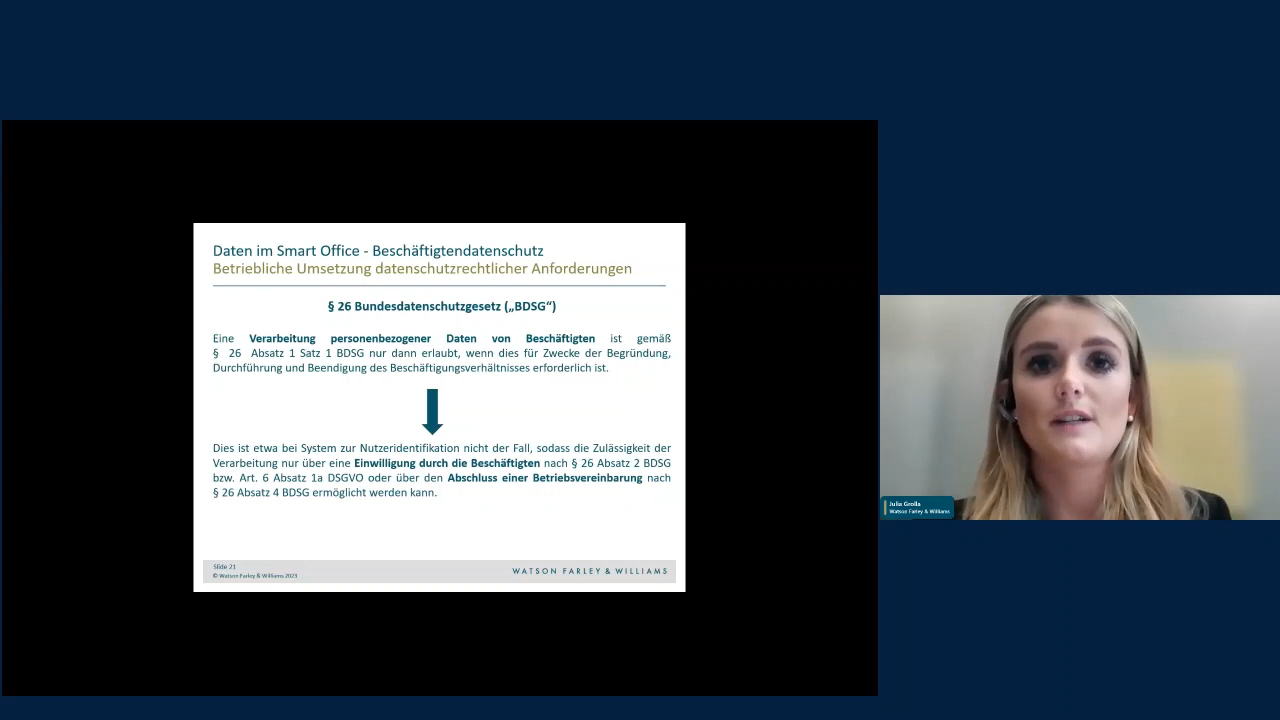 Daten im Smart Office - Beschäftigtendatenschutz
Betriebliche Umsetzung datenschutzrechtlicher Anforderungen
§ 26 Bundesdatenschutzgesetz („BDSG“)
Eine Verarbeitung personenbezogener Daten von Beschäftigten ist gemäß
§ 26 Absatz 1 Satz 1 BDSG nur dann erlaubt, wenn dies für Zwecke der Begründung,
Durchführung und Beendigung des Beschäftigungsverhältnisses erforderlich ist.
Dies ist etwa bei System zur Nutzeridentifikation nicht der Fall, sodass die Zulässigkeit der
Verarbeitung nur über eine Einwilligung durch die Beschäftigten nach § 26 Absatz 2 BDSG
bzw. Art. 6 Absatz 1a DSGVO oder über den Abschluss einer Betriebsvereinbarung nach
§ 26 Absatz 4 BDSG ermöglicht werden kann.
Slide 21
© Watson Farley & Williams 2023
WATSON FARLEY & WILLIAMS
Julia Grolla
Watson Farley & Williams